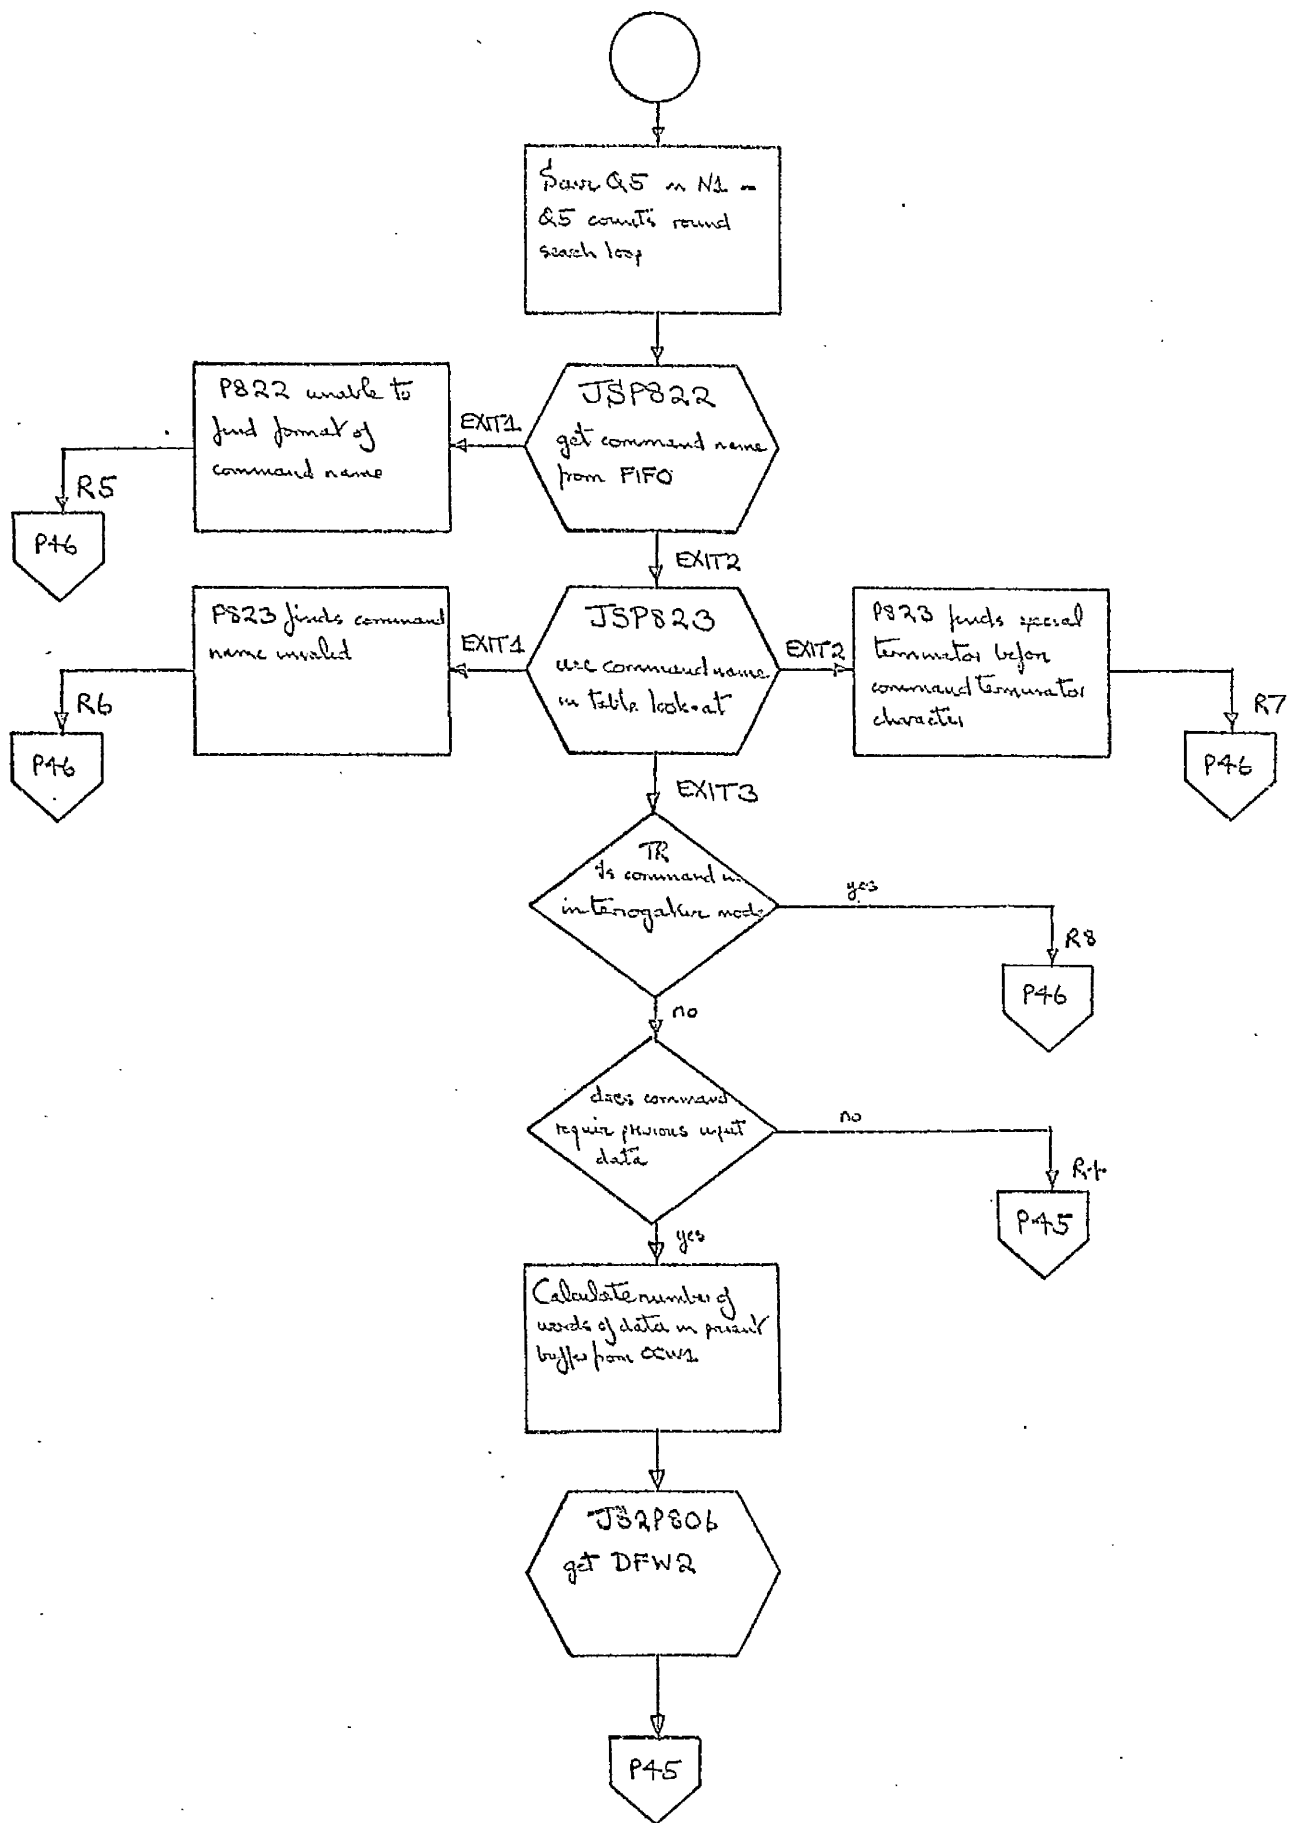 Save Q5 in N1 -
Q5 counts round
search loop
JSP822
get command name
from FIFO
EXIT1
P822 unable to
find format of
command name
R5
P46
EXIT2
JSP823
use command name
in table look-at
EXIT1
P823 finds command
name invalid
R6
P46
EXIT2
P823 finds special
terminator before
command terminator
character
R7
P46
EXIT3
TR
Is command in
interrogative mode
yes
R8
P46
no
does command
require previous input
data
no
P45
yes
Calculate number of
words of data in present
buffer from CCW1
JS2P806
get DFW2
P45